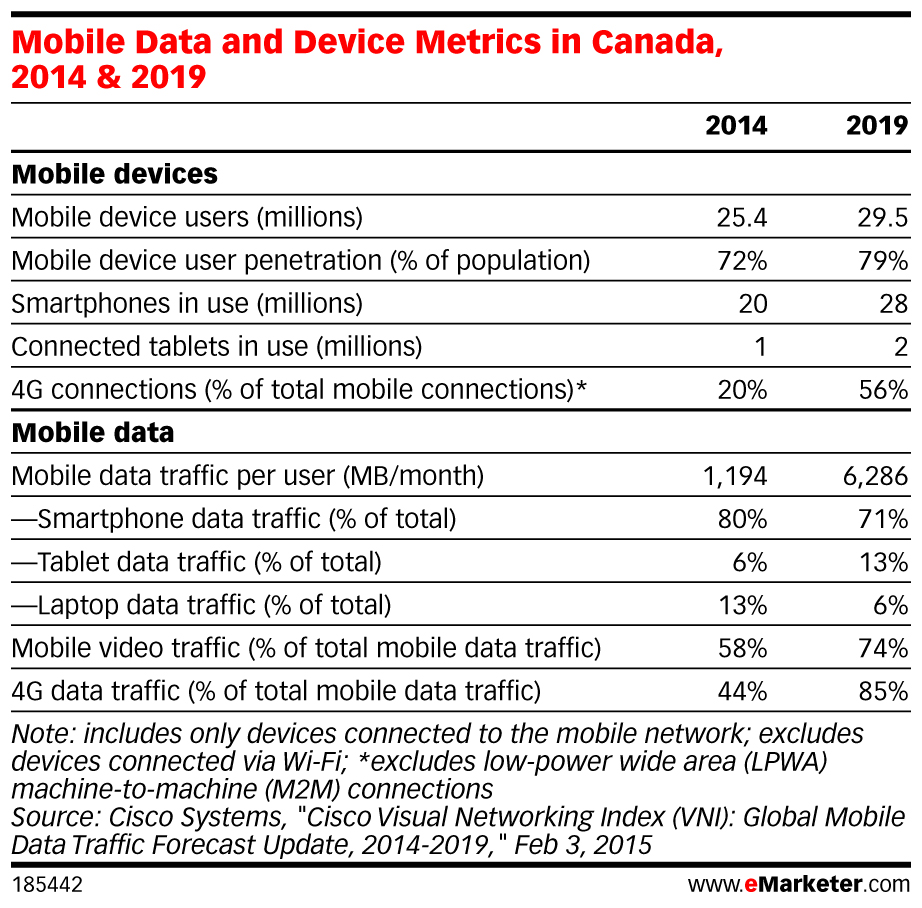 Mobile Data and Device Metrics in Canada,
2014 & 2019
2014 2019
Mobile devices
Mobile device users (millions) 25.4 29.5
Mobile device user penetration (% of population) 72% 79%
Smartphones in use (millions) 20 28
Connected tablets in use (millions) 1 2
4G connections (% of total mobile connections)* 20% 56%
Mobile data
Mobile data traffic per user (MB/month) 1,194 6,286
—Smartphone data traffic (% of total) 80% 71%
—Tablet data traffic (% of total) 6% 13%
—Laptop data traffic (% of total) 13% 6%
Mobile video traffic (% of total mobile data traffic) 58% 74%
4G data traffic (% of total mobile data traffic) 44% 85%
Note: includes only devices connected to the mobile network; excludes
devices connected via Wi-Fi; *excludes low-power wide area (LPWA)
machine-to-machine (M2M) connections
Source: Cisco Systems, "Cisco Visual Networking Index (VNI): Global Mobile
Data Traffic Forecast Update, 2014-2019," Feb 3, 2015
185442 www.eMarketer.com